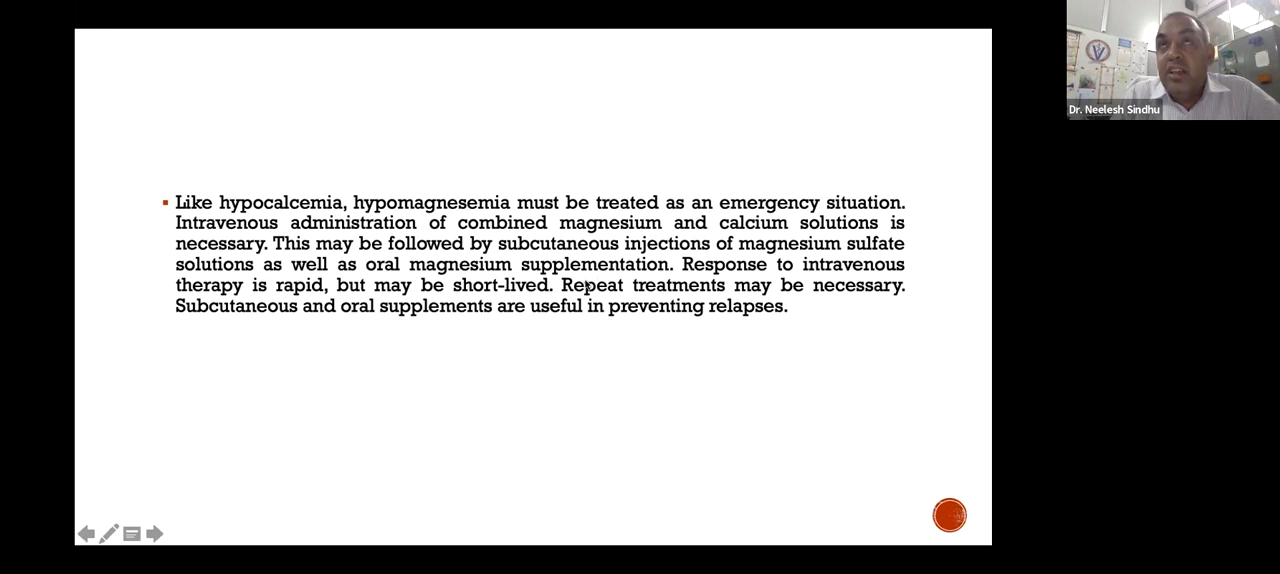 Like hypocalcemia, hypomagnesemia must be treated as an emergency situation.
Intravenous administration of combined magnesium and calcium solutions is
necessary. This may be followed by subcutaneous injections of magnesium sulfate
solutions as well as oral magnesium supplementation. Response to intravenous
therapy is rapid, but may be short-lived. Repeat treatments may be necessary.
Subcutaneous and oral supplements are useful in preventing relapses.
Dr. Neelesh Sindhu